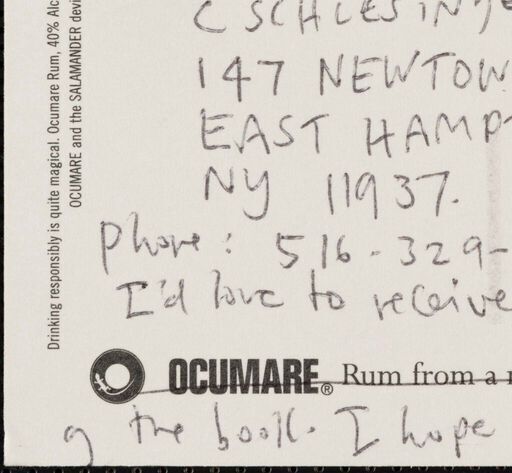 C SCHLESINGE
147 NEWTOW
EAST HAMPT
NY 11937.
Phone: 516-329-
I'd love to receive
OCUMARE® Rum from a
g the book. I hope
Drinking responsibly is quite magical. Ocumare Rum, 40% Alc
OCUMARE and the SALAMANDER devi